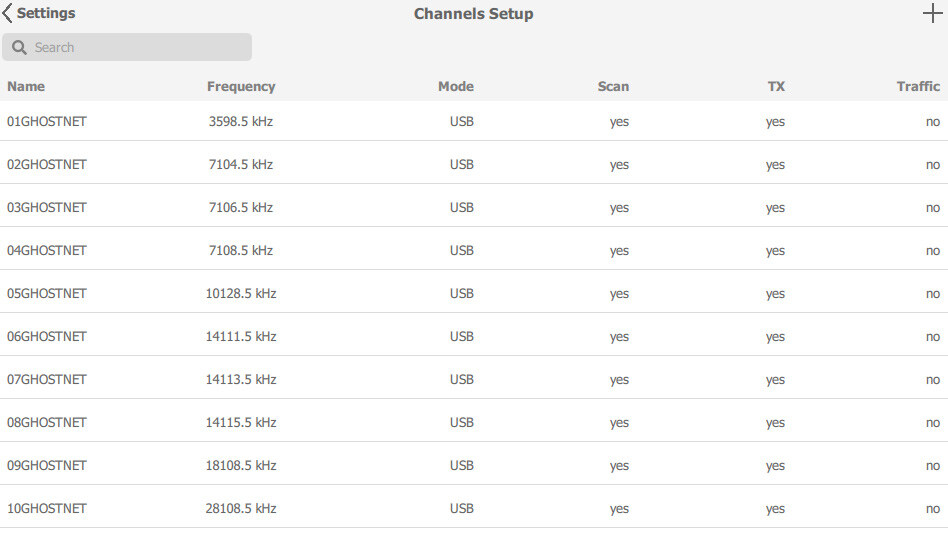 Settings Channels Setup
Search
Name Frequency Mode Scan TX Traffic
01GHOSTNET 3598.5 kHz USB yes yes no
02GHOSTNET 7104.5 kHz USB yes yes no
03GHOSTNET 7106.5 kHz USB yes yes no
04GHOSTNET 7108.5 kHz USB yes yes no
05GHOSTNET 10128.5 kHz USB yes yes no
06GHOSTNET 14111.5 kHz USB yes yes no
07GHOSTNET 14113.5 kHz USB yes yes no
08GHOSTNET 14115.5 kHz USB yes yes no
09GHOSTNET 18108.5 kHz USB yes yes no
10GHOSTNET 28108.5 kHz USB yes yes no